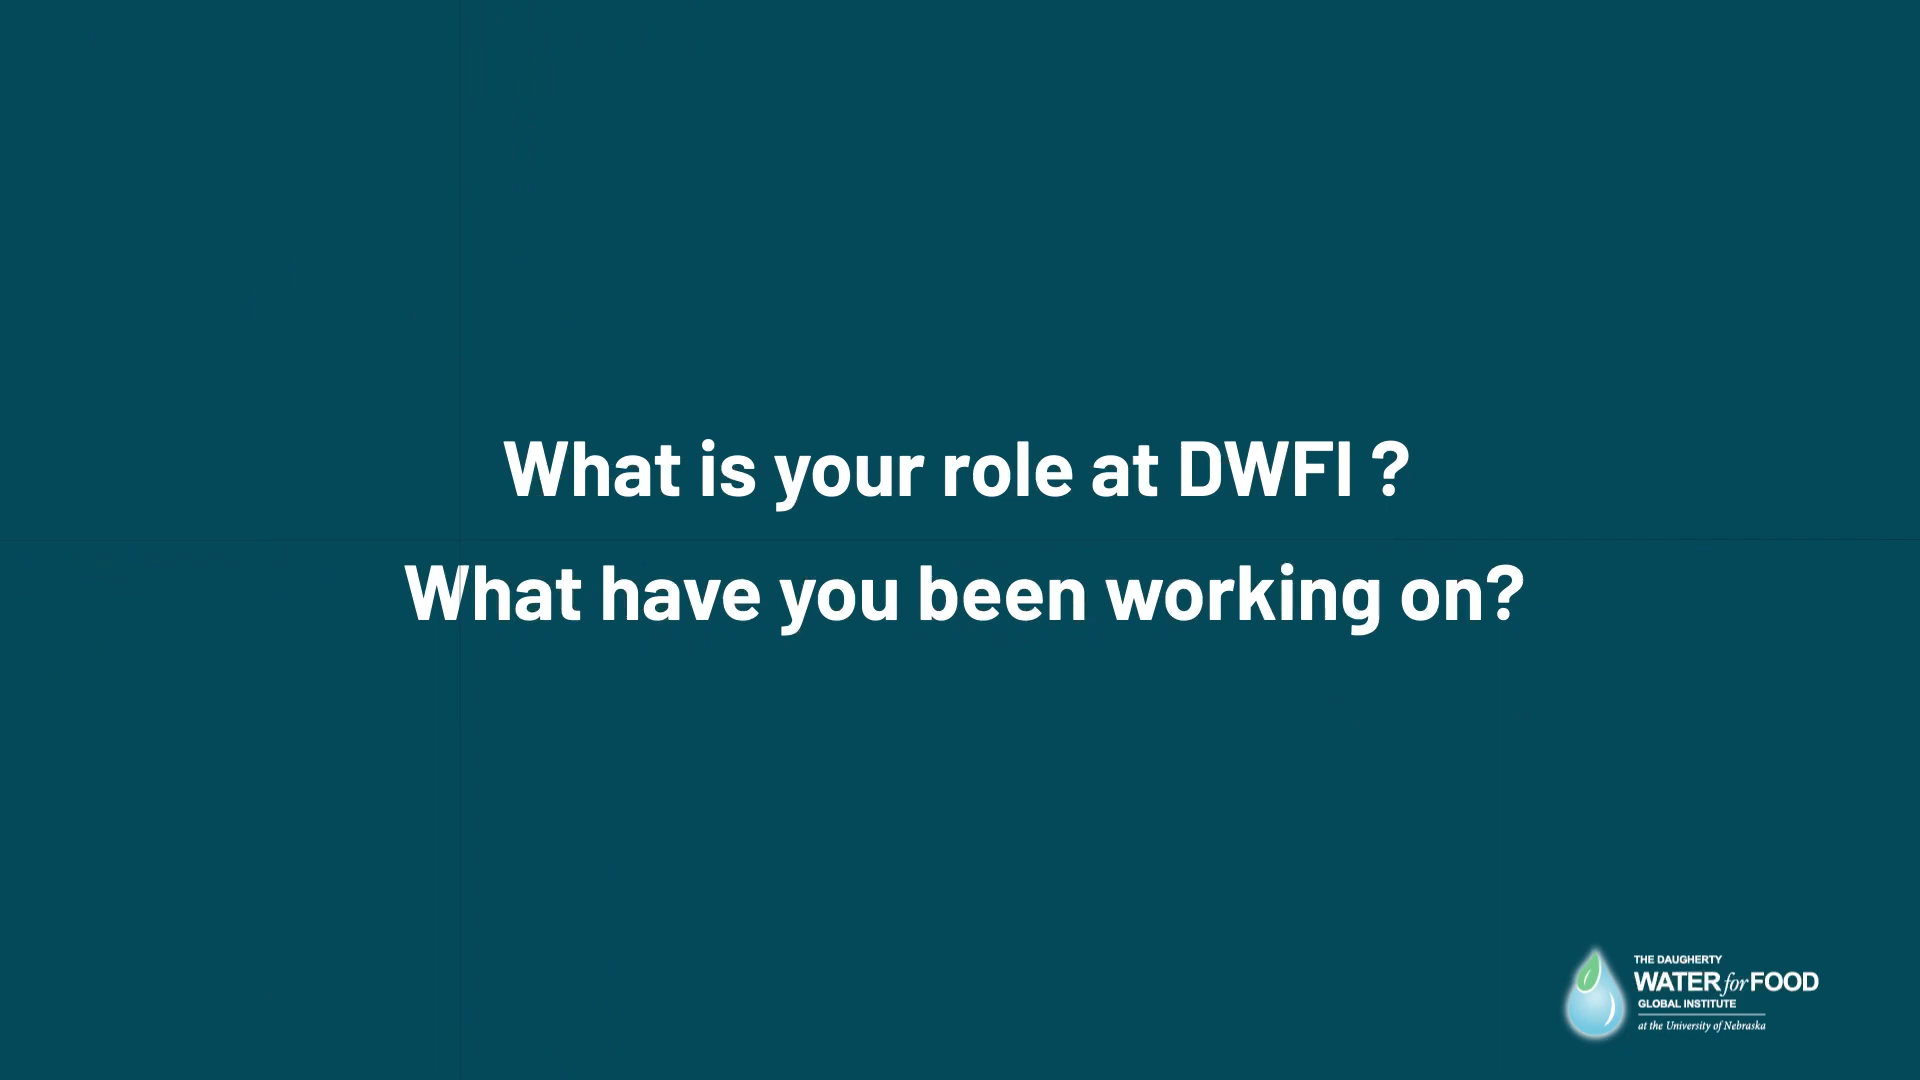 What is your role at DWFI ?
What have you been working on?
THE DAUGHERTY
WATER for FOOD
GLOBAL INSTITUTE
at the University of Nebraska